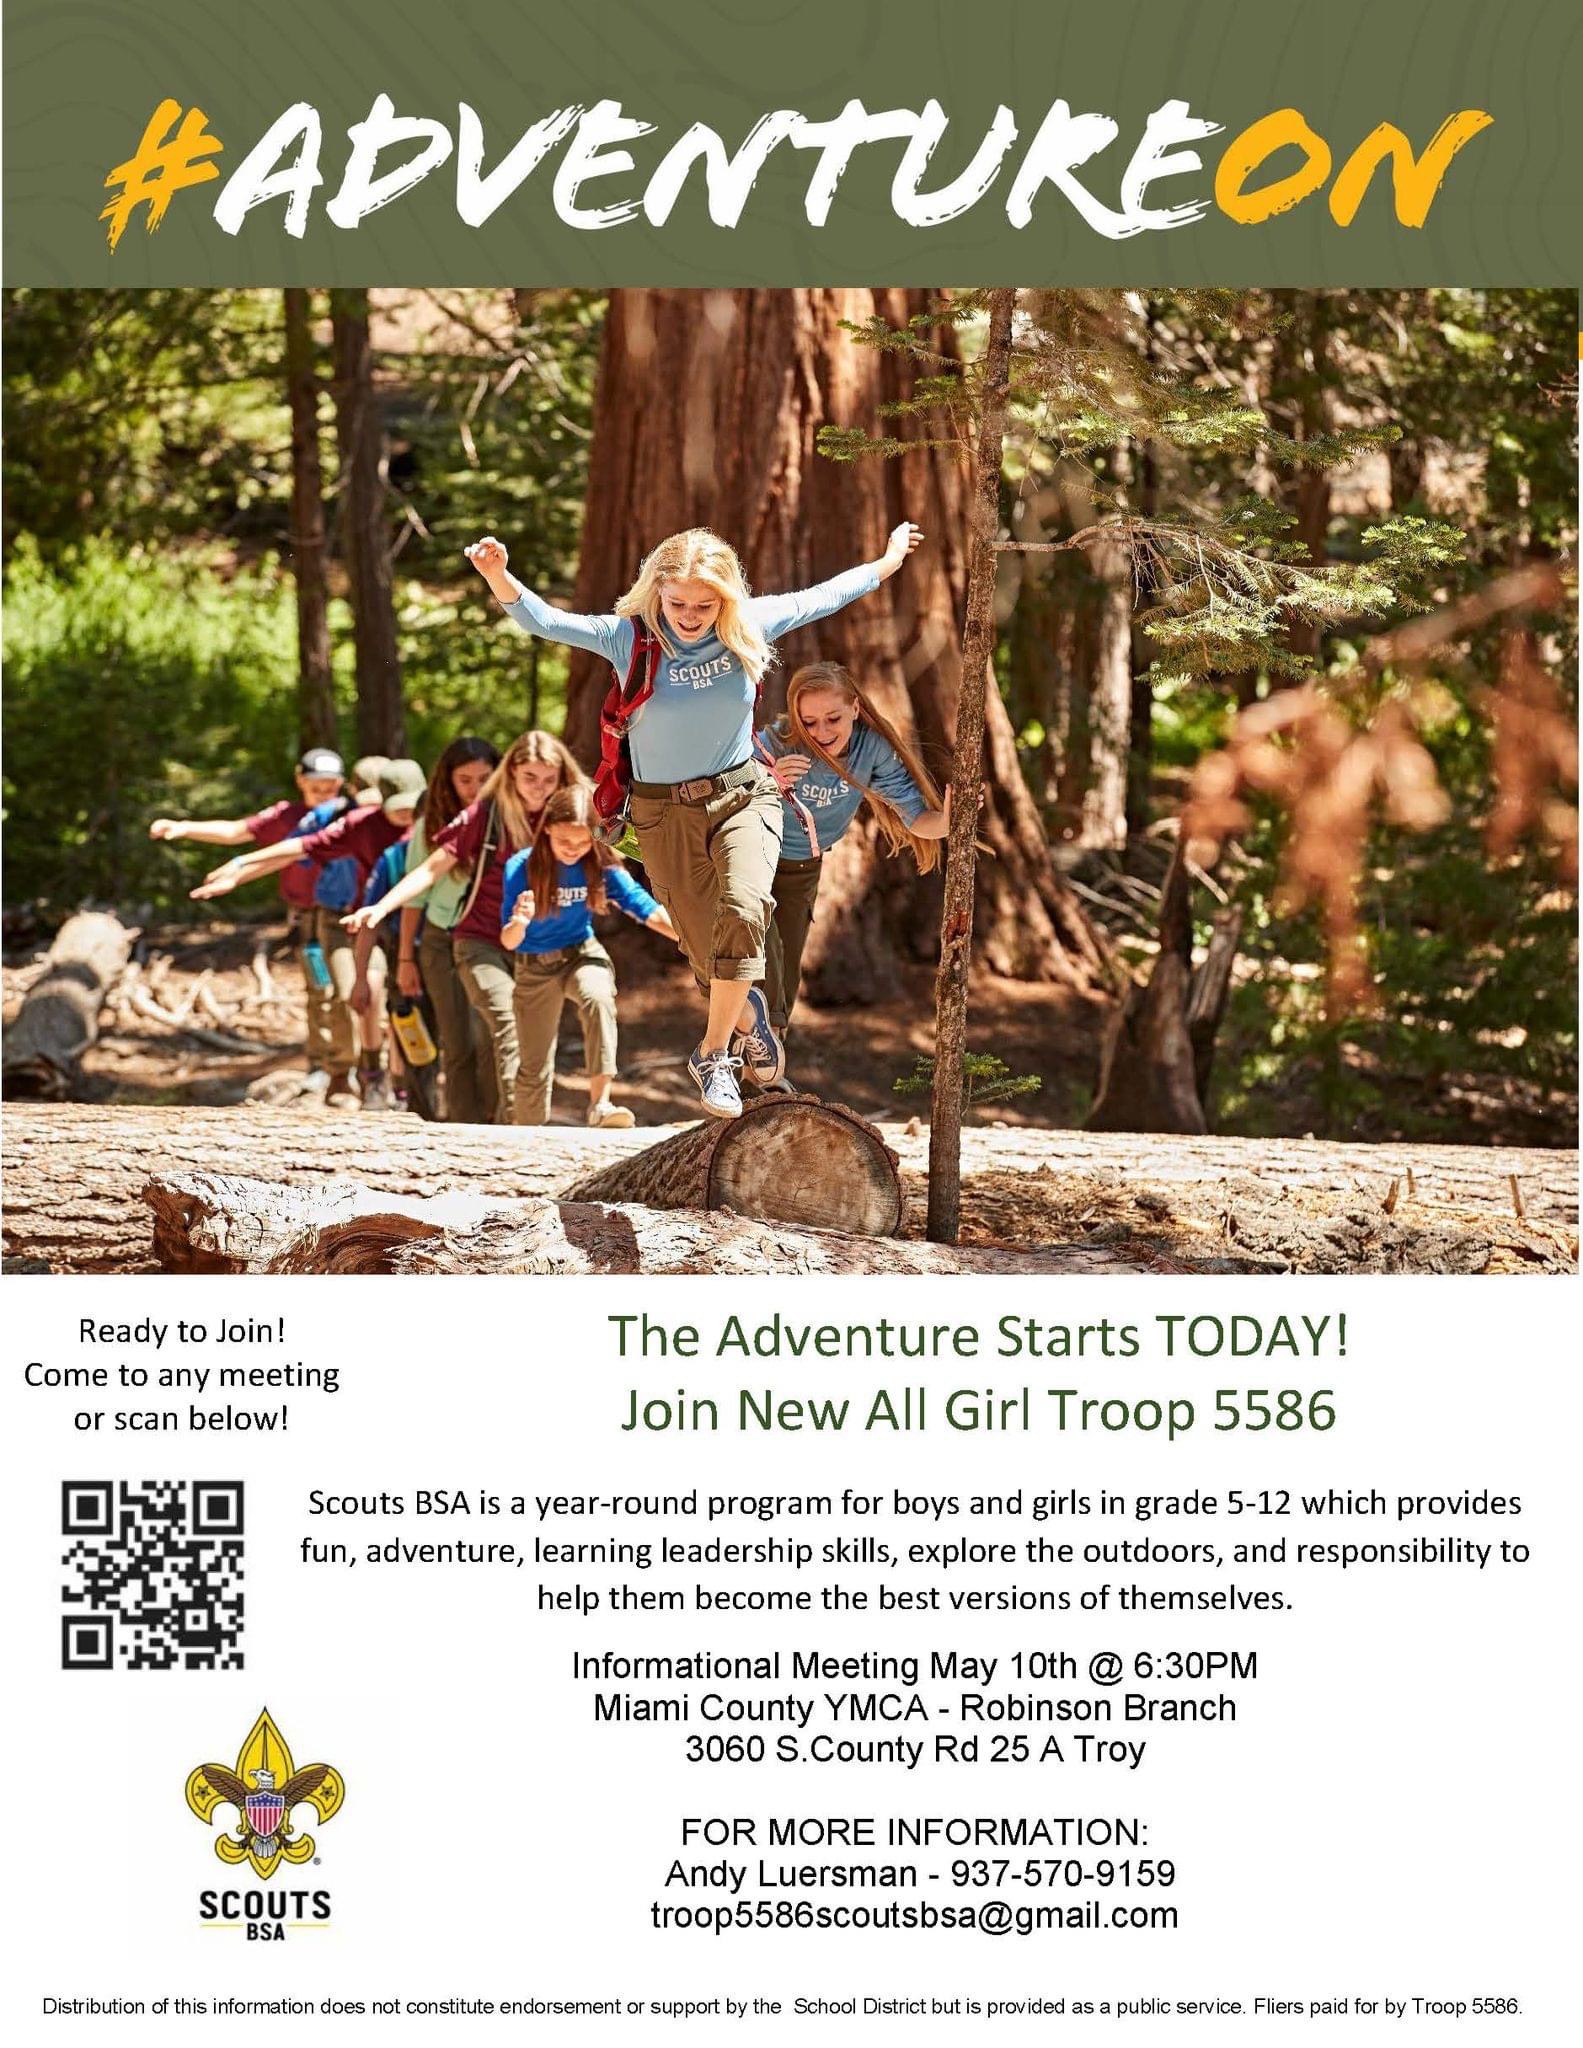 #ADVENTUREON
SCOUTS
BSA
SCOUTS
BSA
Ready to Join!
Come to any meeting
or scan below!
The Adventure Starts TODAY!
Join New All Girl Troop 5586
Scouts BSA is a year-round program for boys and girls in grade 5-12 which provides
fun, adventure, learning leadership skills, explore the outdoors, and responsibility to
help them become the best versions of themselves.
Informational Meeting May 10th @ 6:30PM
Miami County YMCA - Robinson Branch
3060 S.County Rd 25 A Troy
FOR MORE INFORMATION:
Andy Luersman - 937-570-9159
troop5586scoutsbsa@gmail.com
SCOUTS
BSA
Distribution of this information does not constitute endorsement or support by the School District but is provided as a public service. Fliers paid for by Troop 5586.